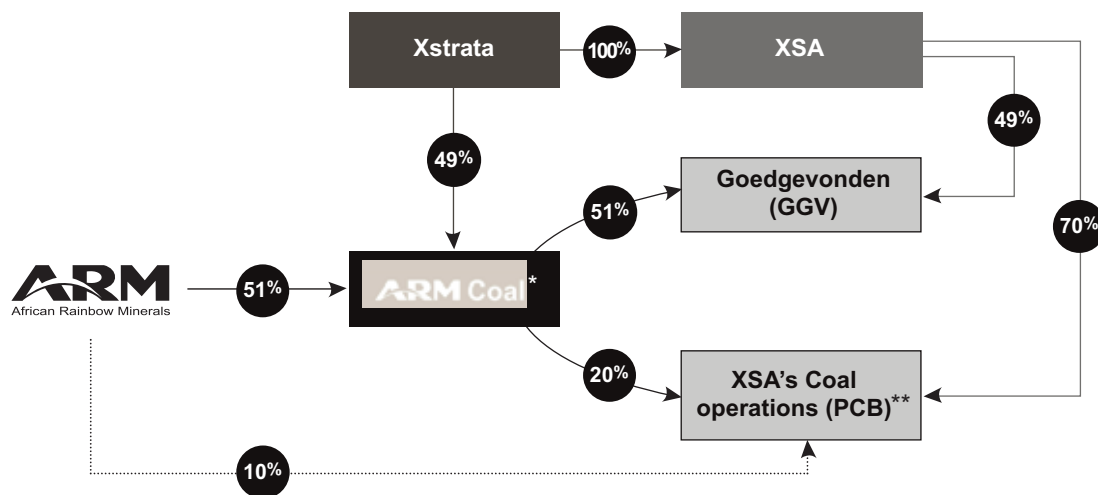 Xstrata
100%
XSA
49%
49%
Goedgevonden
(GGV)
51%
70%
ARM
African Rainbow Minerals
51%
ARM Coal*
20%
XSA's Coal
operations (PCB)**
10%